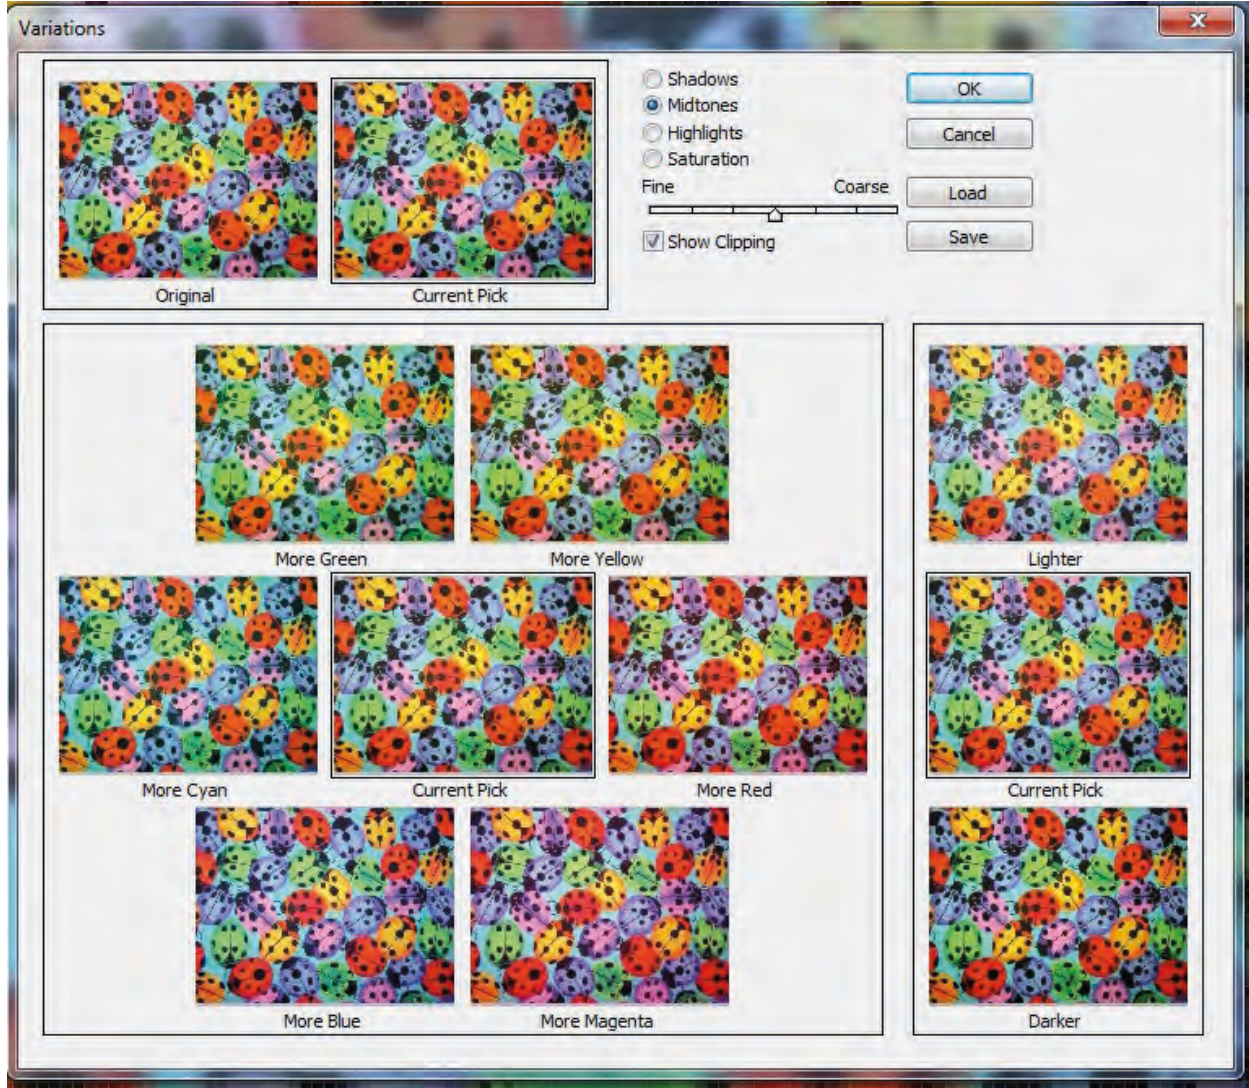 Variations
Original
Current Pick
Shadows
Midtones
Highlights
Saturation
Fine
Coarse
Show Clipping
OK
Cancel
Load
Save
More Green
More Yellow
More Cyan
Current Pick
More Red
More Blue
More Magenta
Lighter
Current Pick
Darker